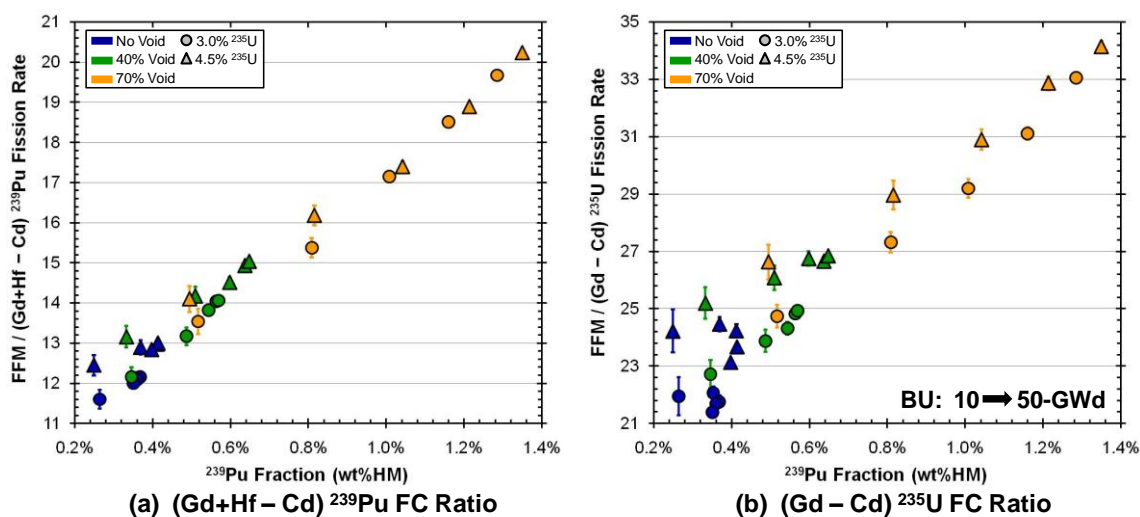 FFM / (Gd+Hf – Cd) ²³⁹Pu Fission Rate
21
20
19
18
17
16
15
14
13
12
11
No Void 3.0% ²³⁵U
40% Void 4.5% ²³⁵U
70% Void
0.2% 0.4% 0.6% 0.8% 1.0% 1.2% 1.4%
²³⁹Pu Fraction (wt%HM)
(a) (Gd+Hf – Cd) ²³⁹Pu FC Ratio
FFM / (Gd – Cd) ²³⁵U Fission Rate
35
33
31
29
27
25
23
21
No Void 3.0% ²³⁵U
40% Void 4.5% ²³⁵U
70% Void
BU: 10 ➡ 50-GWd
0.2% 0.4% 0.6% 0.8% 1.0% 1.2% 1.4%
²³⁹Pu Fraction (wt%HM)
(b) (Gd – Cd) ²³⁵U FC Ratio